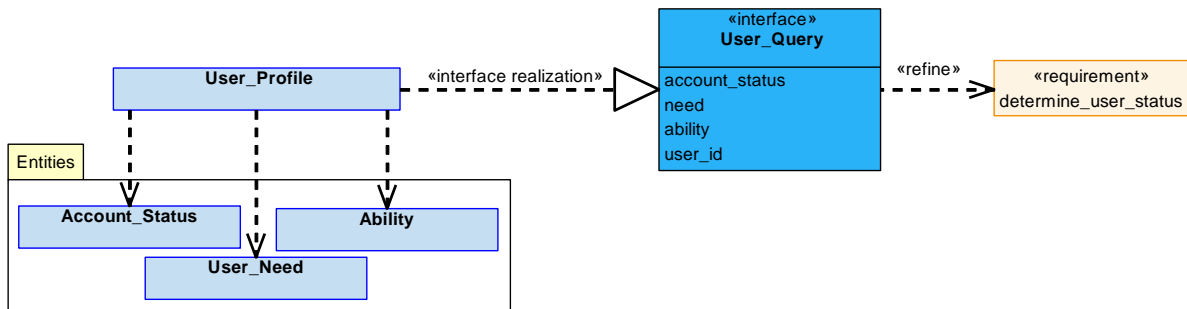 «interface»
User_Query
account_status
need
ability
user_id
User_Profile
«interface realization»
«refine»
«requirement»
determine_user_status
Entities
Account_Status
Ability
User_Need